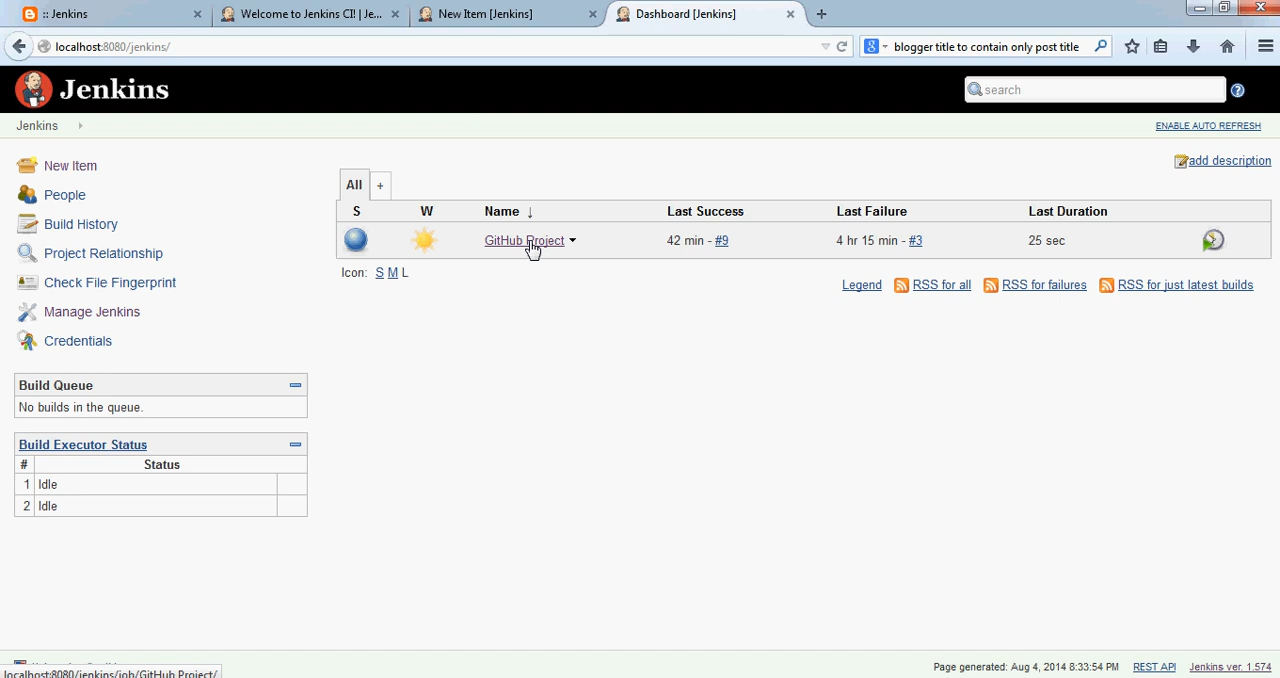 :: Jenkins
Welcome to Jenkins CI! | Je...
New Item [Jenkins]
Dashboard [Jenkins]
localhost:8080/jenkins/
blogger title to contain only post title
Jenkins
search
Jenkins
ENABLE AUTO REFRESH
New Item
People
Build History
Project Relationship
Check File Fingerprint
Manage Jenkins
Credentials
add description
All +
S W Name ↓ Last Success Last Failure Last Duration
GitHub Project 42 min - #9 4 hr 15 min - #3 25 sec
Icon: S M L
Legend RSS for all RSS for failures RSS for just latest builds
Build Queue
No builds in the queue.
Build Executor Status
# Status
1 Idle
2 Idle
Page generated: Aug 4, 2014 8:33:54 PM REST API Jenkins ver. 1.574
localhost:8080/jenkins/job/GitHub Project/